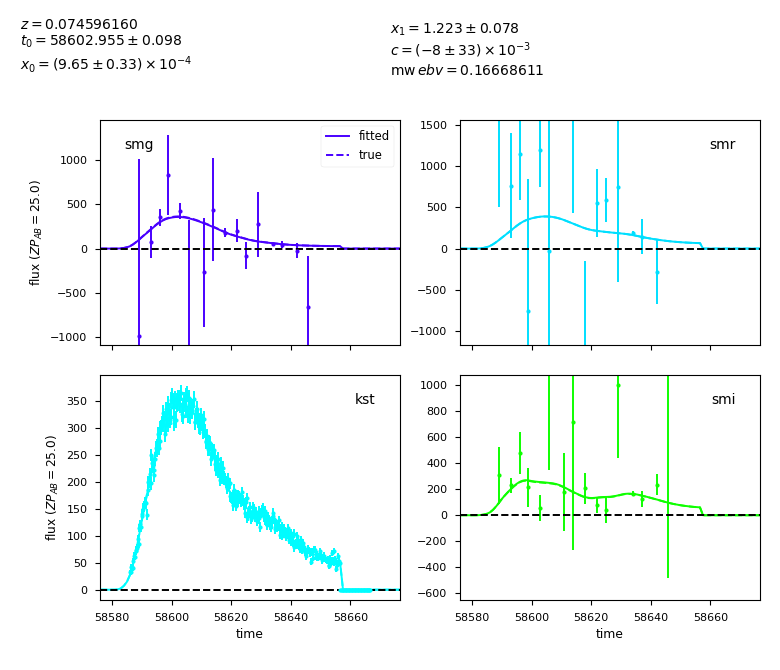 z = 0.074596160
t₀ = 58602.955 ± 0.098
x₀ = (9.65 ± 0.33) × 10⁻⁴
x₁ = 1.223 ± 0.078
c = (−8 ± 33) × 10⁻³
mw ebv = 0.16668611
smg
fitted
true
1000
500
0
−500
−1000
flux (ZP_AB = 25.0)
smr
1500
1000
500
0
−500
−1000
kst
350
300
250
200
150
100
50
0
flux (ZP_AB = 25.0)
58580 58600 58620 58640 58660
time
smi
1000
800
600
400
200
0
−200
−400
−600
58580 58600 58620 58640 58660
time